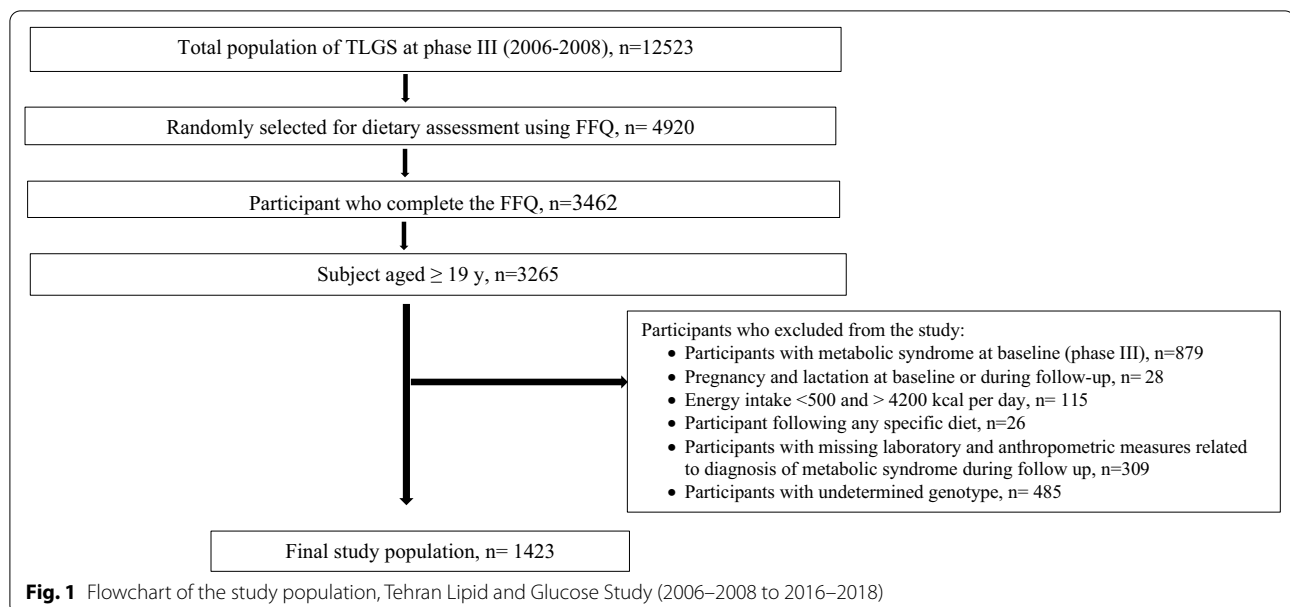 Total population of TLGS at phase III (2006-2008), n=12523
Randomly selected for dietary assessment using FFQ, n= 4920
Participant who complete the FFQ, n=3462
Subject aged ≥ 19 y, n=3265
Participants who excluded from the study:
• Participants with metabolic syndrome at baseline (phase III), n=879
• Pregnancy and lactation at baseline or during follow-up, n= 28
• Energy intake <500 and > 4200 kcal per day, n= 115
• Participant following any specific diet, n=26
• Participants with missing laboratory and anthropometric measures related
to diagnosis of metabolic syndrome during follow up, n=309
• Participants with undetermined genotype, n= 485
Final study population, n= 1423
Fig. 1 Flowchart of the study population, Tehran Lipid and Glucose Study (2006–2008 to 2016–2018)